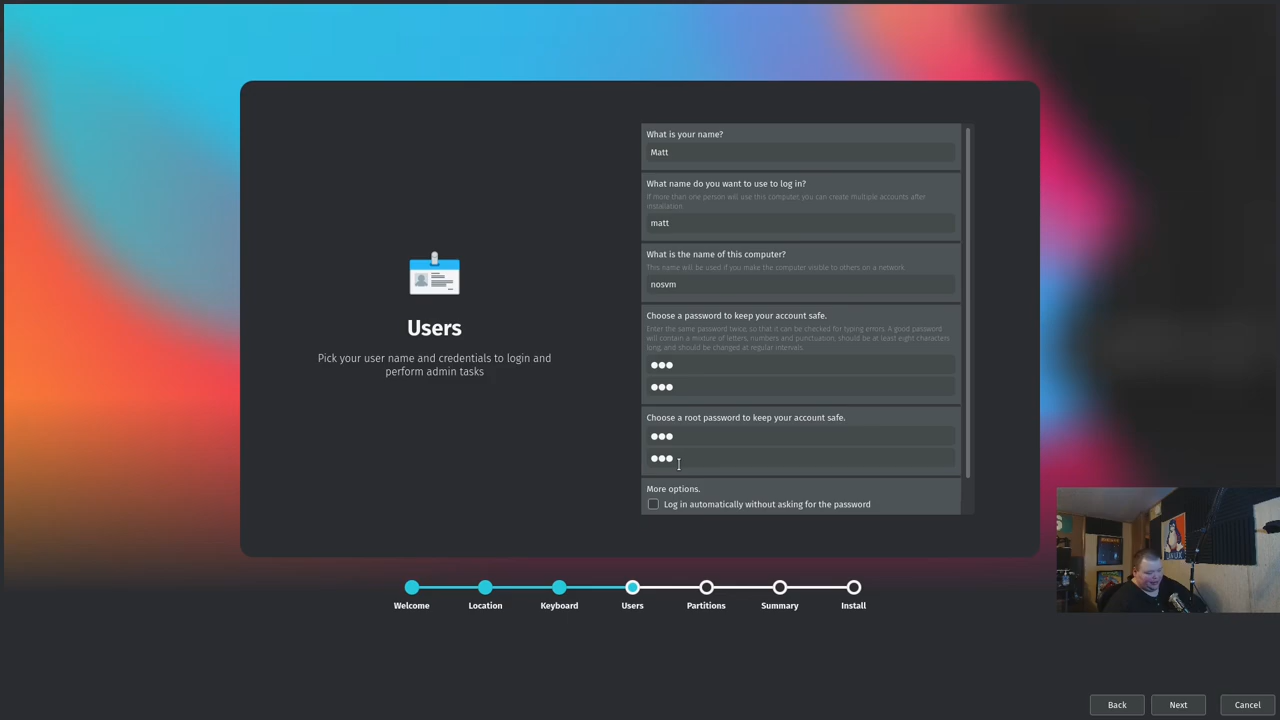 What is your name?
Matt
What name do you want to use to log in?
If more than one person will use this computer, you can create multiple accounts after
installation.
matt
What is the name of this computer?
This name will be used if you make the computer visible to others on a network
nosvm
Choose a password to keep your account safe.
Enter the same password twice, so that it can be checked for typing errors. A good password
will contain a mixture of letters, numbers and punctuation, should be at least eight characters
long, and should be changed at regular intervals.
Choose a root password to keep your account safe.
More options.
Log in automatically without asking for the password
Users
Pick your user name and credentials to login and
perform admin tasks
Welcome
Location
Keyboard
Users
Partitions
Summary
Install
Back
Next
Cancel